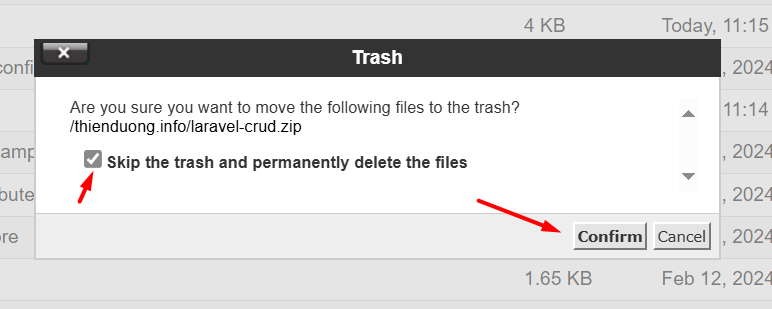 4 KB Today, 11:15
Trash
confi , 2024
Are you sure you want to move the following files to the trash?
/thienduong.info/laravel-crud.zip
11:14
amp , 2024
Skip the trash and permanently delete the files
bute , 2024
ore , 2024
Confirm Cancel
1.65 KB Feb 12, 2024